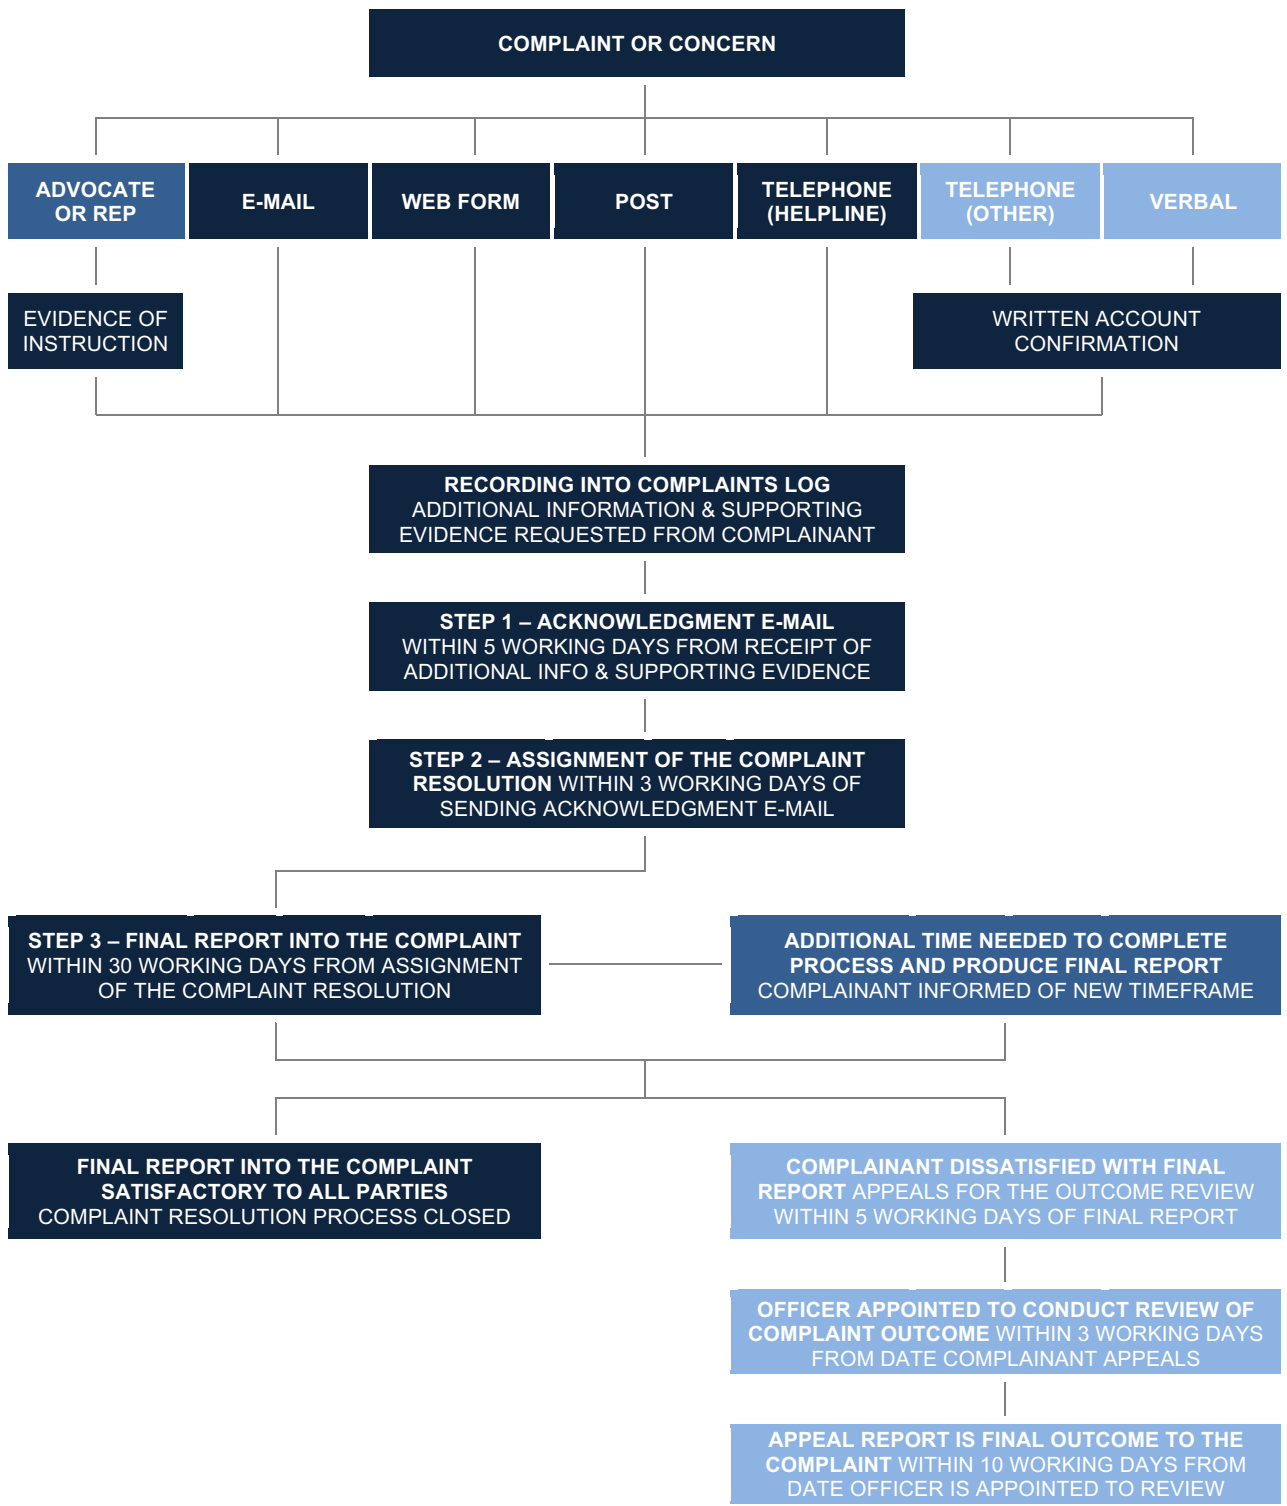 COMPLAINT OR CONCERN
ADVOCATE
OR REP
E-MAIL
WEB FORM
POST
TELEPHONE
(HELPLINE)
TELEPHONE
(OTHER)
VERBAL
EVIDENCE OF
INSTRUCTION
WRITTEN ACCOUNT
CONFIRMATION
RECORDING INTO COMPLAINTS LOG
ADDITIONAL INFORMATION & SUPPORTING
EVIDENCE REQUESTED FROM COMPLAINANT
STEP 1 – ACKNOWLEDGMENT E-MAIL
WITHIN 5 WORKING DAYS FROM RECEIPT OF
ADDITIONAL INFO & SUPPORTING EVIDENCE
STEP 2 – ASSIGNMENT OF THE COMPLAINT
RESOLUTION WITHIN 3 WORKING DAYS OF
SENDING ACKNOWLEDGMENT E-MAIL
STEP 3 – FINAL REPORT INTO THE COMPLAINT
WITHIN 30 WORKING DAYS FROM ASSIGNMENT
OF THE COMPLAINT RESOLUTION
ADDITIONAL TIME NEEDED TO COMPLETE
PROCESS AND PRODUCE FINAL REPORT
COMPLAINANT INFORMED OF NEW TIMEFRAME
FINAL REPORT INTO THE COMPLAINT
SATISFACTORY TO ALL PARTIES
COMPLAINT RESOLUTION PROCESS CLOSED
COMPLAINANT DISSATISFIED WITH FINAL
REPORT APPEALS FOR THE OUTCOME REVIEW
WITHIN 5 WORKING DAYS OF FINAL REPORT
OFFICER APPOINTED TO CONDUCT REVIEW OF
COMPLAINT OUTCOME WITHIN 3 WORKING DAYS
FROM DATE COMPLAINANT APPEALS
APPEAL REPORT IS FINAL OUTCOME TO THE
COMPLAINT WITHIN 10 WORKING DAYS FROM
DATE OFFICER IS APPOINTED TO REVIEW